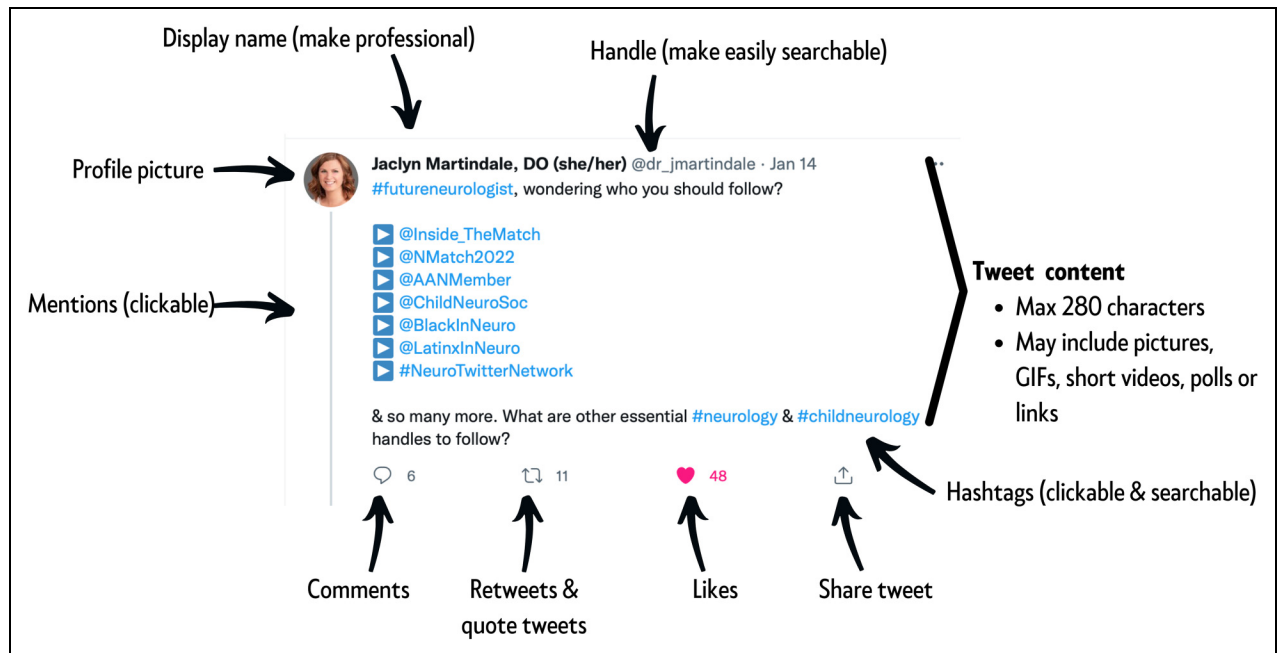 Display name (make professional)
Handle (make easily searchable)
Profile picture
Jaclyn Martindale, DO (she/her) @dr_jmartindale · Jan 14
#futureneurologist, wondering who you should follow?
@Inside_TheMatch
@NMatch2022
@AANMember
@ChildNeuroSoc
@BlackInNeuro
@LatinxInNeuro
#NeuroTwitterNetwork
Mentions (clickable)
& so many more. What are other essential #neurology & #childneurology
handles to follow?
6 11 48
Tweet content
• Max 280 characters
• May include pictures,
GIFs, short videos, polls or
links
Hashtags (clickable & searchable)
Comments
Retweets &
quote tweets
Likes
Share tweet